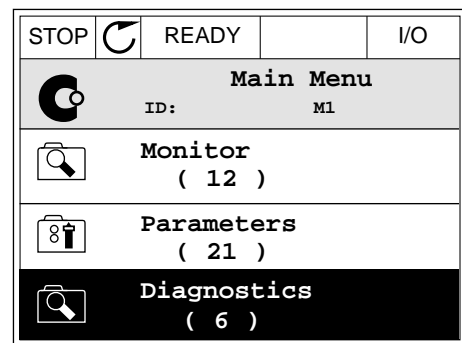 STOP READY I/O
Main Menu
ID: M1
Monitor
( 12 )
Parameters
( 21 )
Diagnostics
( 6 )